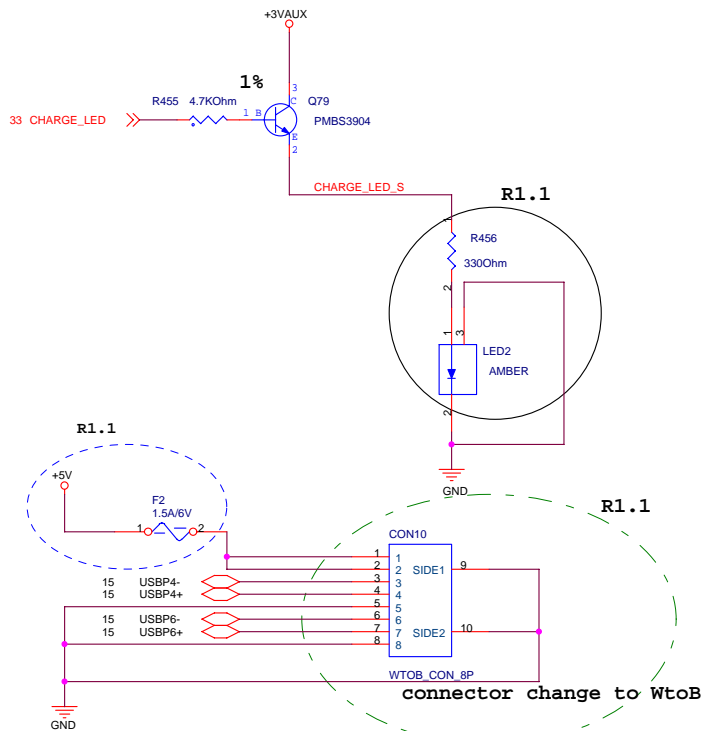 +3VAUX
1%
3
R455 4.7KOhm
C
Q79
33 CHARGE_LED
1 B
PMBS3904
E
2
CHARGE_LED_S
R1.1
1
R456
330Ohm
2
1
3
LED2
AMBER
2
R1.1
GND
+5V
F2
1.5A/6V
R1.1
1
2
CON10
1 1
2 2 SIDE1 9
15 USBP4- 3 3
15 USBP4+ 4 4
5 5
15 USBP6- 6 6
15 USBP6+ 7 7 SIDE2 10
8 8
WTOB_CON_8P
connector change to WtoB
GND